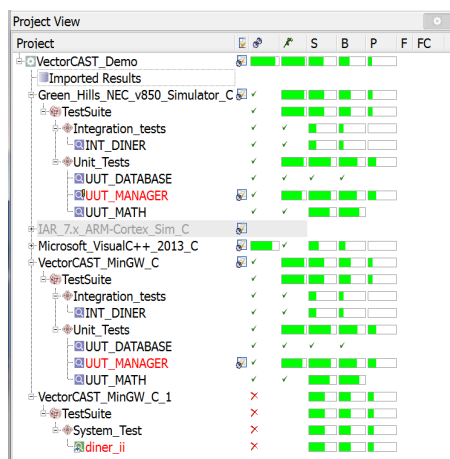 Project View
Project S B P F FC
VectorCAST_Demo
Imported Results
Green_Hills_NEC_v850_Simulator_C
TestSuite
Integration_tests
INT_DINER
Unit_Tests
UUT_DATABASE
UUT_MANAGER
UUT_MATH
IAR_7.x_ARM-Cortex_Sim_C
Microsoft_VisualC++_2013_C
VectorCAST_MinGW_C
TestSuite
Integration_tests
INT_DINER
Unit_Tests
UUT_DATABASE
UUT_MANAGER
UUT_MATH
VectorCAST_MinGW_C_1
TestSuite
System_Test
diner_ii